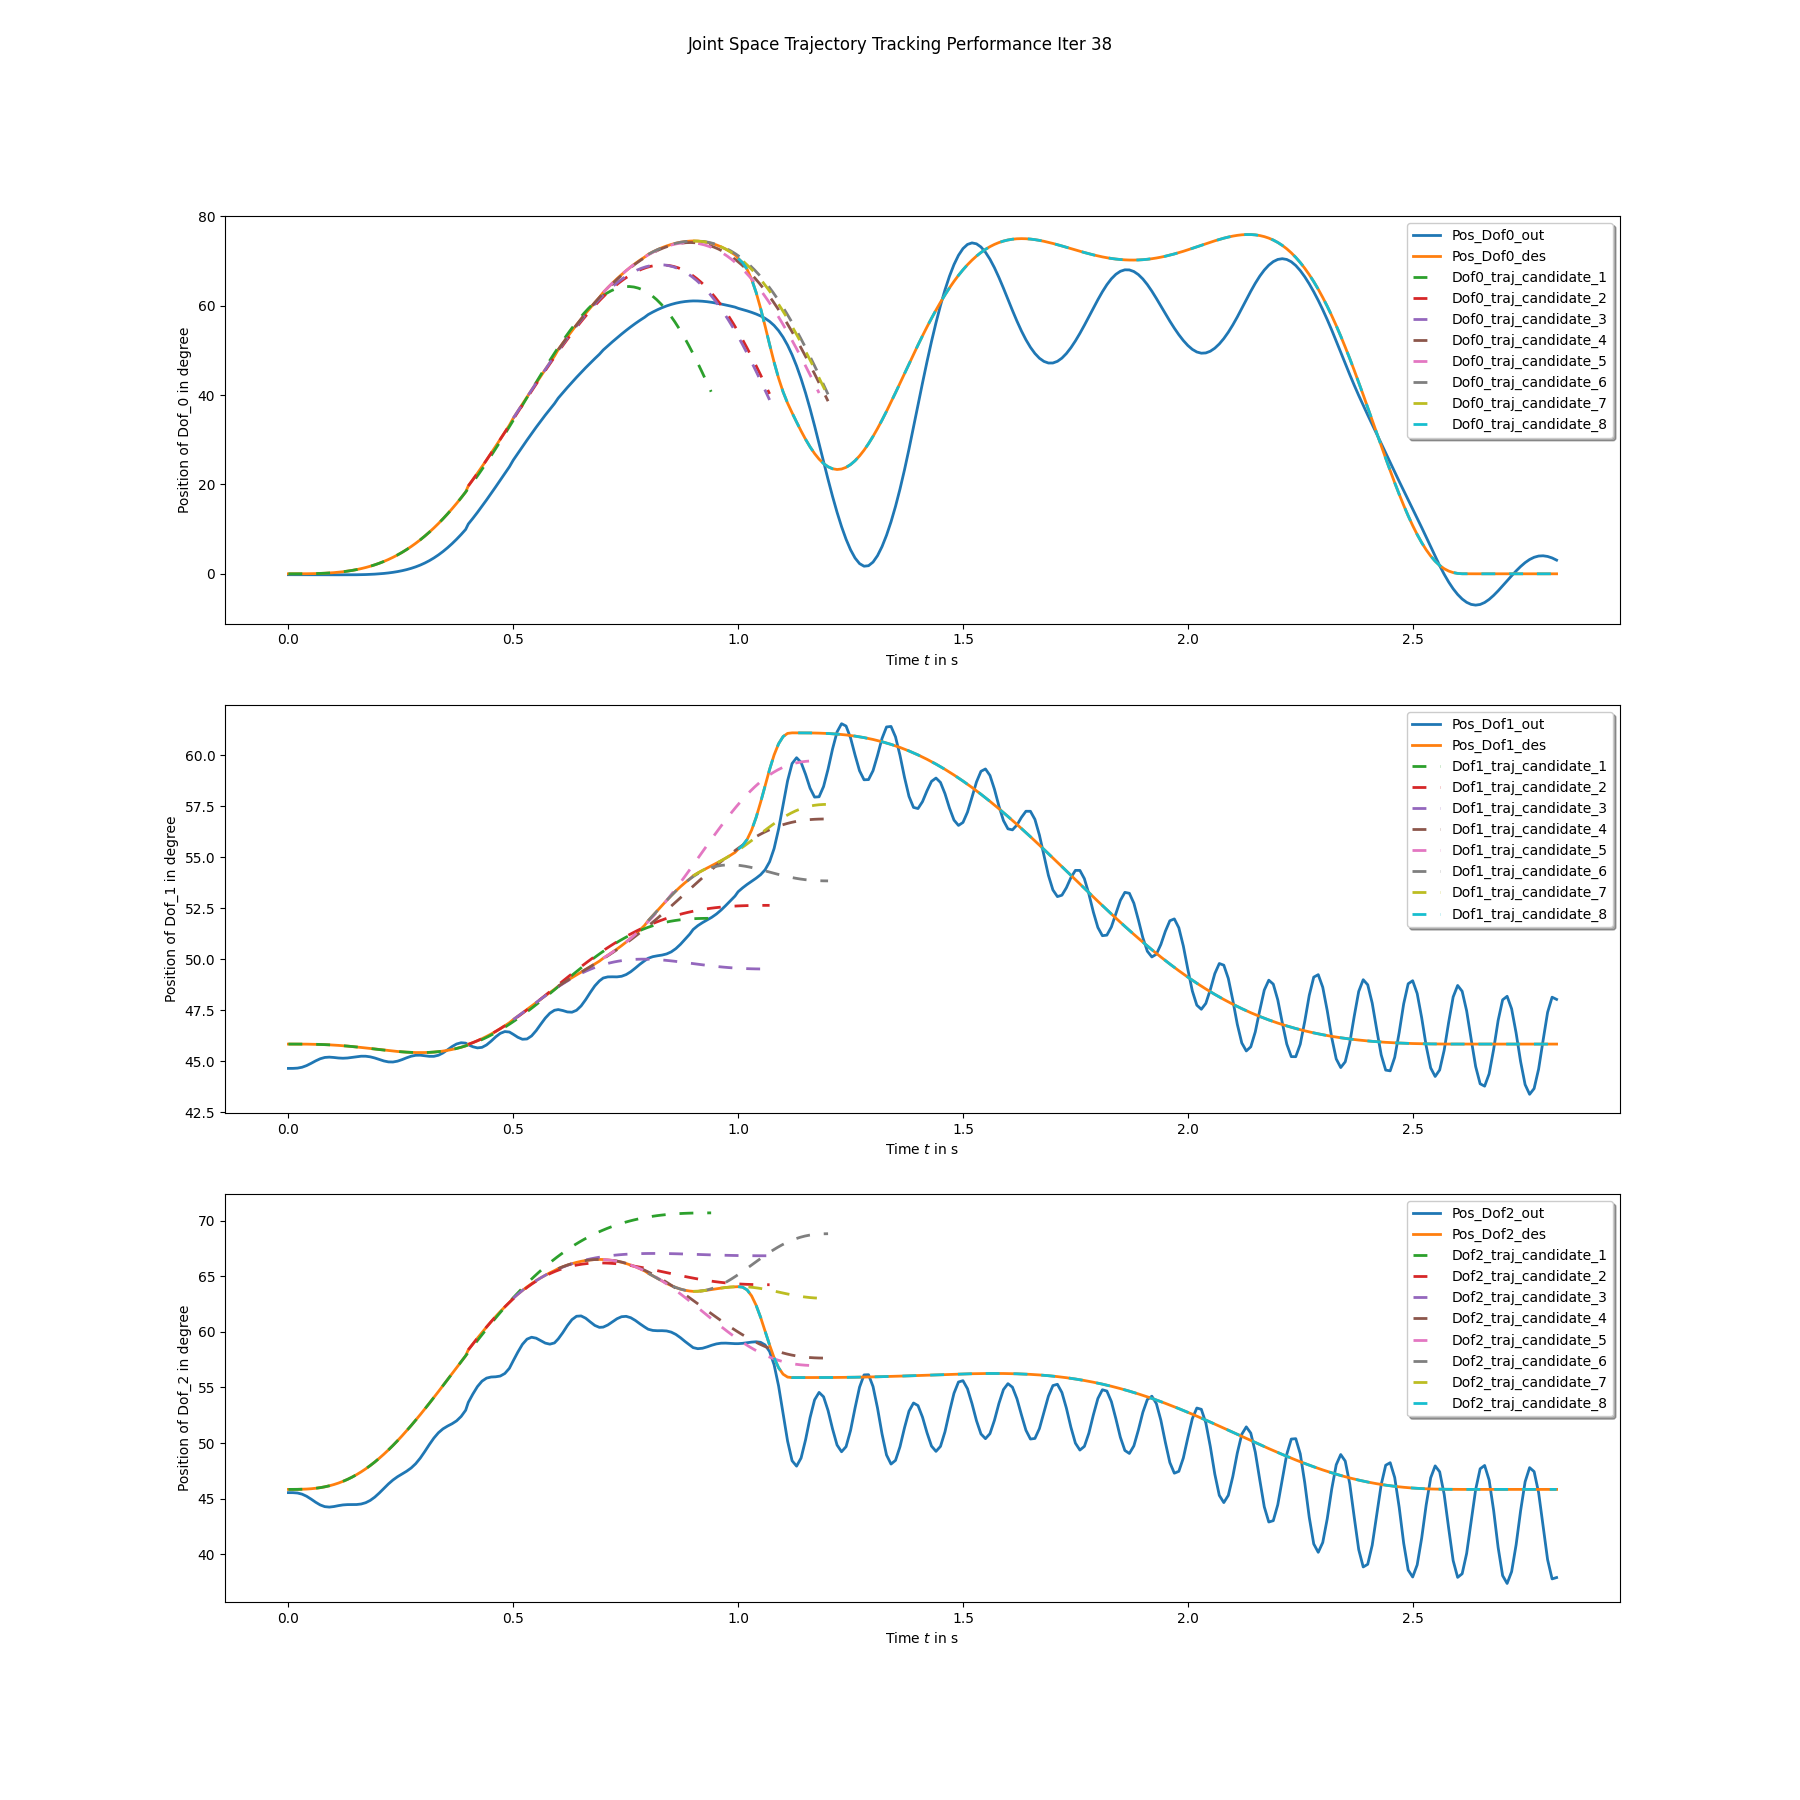 Joint Space Trajectory Tracking Performance Iter 38
80
60
40
20
0
Position of Dof_0 in degree
0.0 0.5 1.0 1.5 2.0 2.5
Time t in s
Pos_Dof0_out
Pos_Dof0_des
Dof0_traj_candidate_1
Dof0_traj_candidate_2
Dof0_traj_candidate_3
Dof0_traj_candidate_4
Dof0_traj_candidate_5
Dof0_traj_candidate_6
Dof0_traj_candidate_7
Dof0_traj_candidate_8
60.0
57.5
55.0
52.5
50.0
47.5
45.0
42.5
Position of Dof_1 in degree
0.0 0.5 1.0 1.5 2.0 2.5
Time t in s
Pos_Dof1_out
Pos_Dof1_des
Dof1_traj_candidate_1
Dof1_traj_candidate_2
Dof1_traj_candidate_3
Dof1_traj_candidate_4
Dof1_traj_candidate_5
Dof1_traj_candidate_6
Dof1_traj_candidate_7
Dof1_traj_candidate_8
70
65
60
55
50
45
40
Position of Dof_2 in degree
0.0 0.5 1.0 1.5 2.0 2.5
Time t in s
Pos_Dof2_out
Pos_Dof2_des
Dof2_traj_candidate_1
Dof2_traj_candidate_2
Dof2_traj_candidate_3
Dof2_traj_candidate_4
Dof2_traj_candidate_5
Dof2_traj_candidate_6
Dof2_traj_candidate_7
Dof2_traj_candidate_8